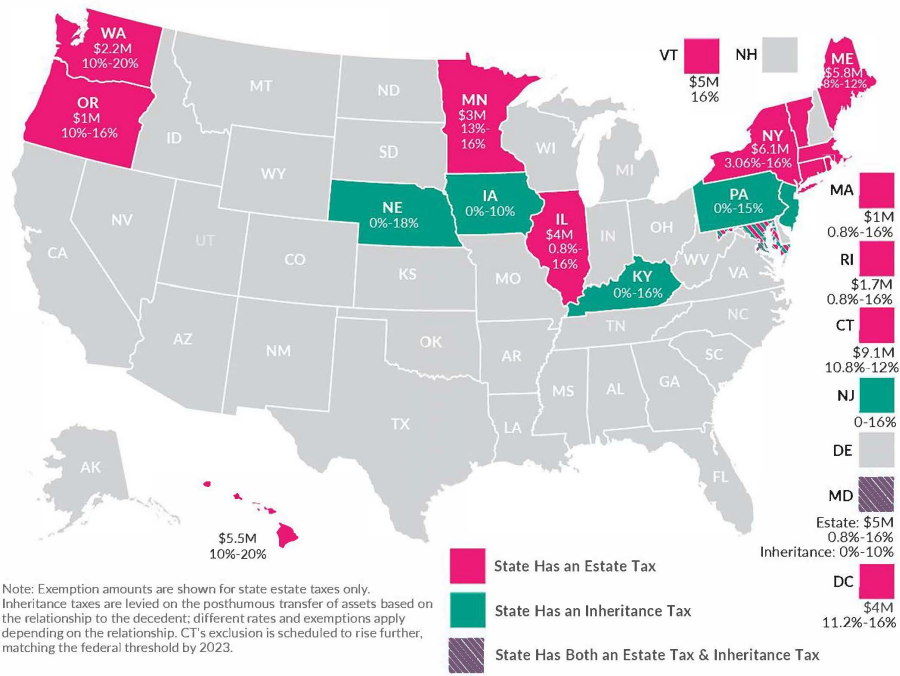 WA
$2.2M
10%-20%
OR
$1M
10%-16%
MT
ID
WY
ND
SD
MN
$3M
13%-
16%
WI
MI
VT
$5M
16%
NH
ME
$5.8M
8%-12%
NY
$6.1M
3.06%-16%
NE
0%-18%
IA
0%-10%
IL
$4M
0.8%-
16%
IN
OH
PA
0%-15%
WV
VA
KY
0%-16%
CA
NV
UT
CO
KS
MO
AZ
NM
OK
AR
TN
NC
SC
TX
LA
MS
AL
GA
FL
AK
$5.5M
10%-20%
MA
$1M
0.8%-16%
RI
$1.7M
0.8%-16%
CT
$9.1M
10.8%-12%
NJ
0-16%
DE
MD
Estate: $5M
0.8%-16%
Inheritance: 0%-10%
DC
$4M
11.2%-16%
State Has an Estate Tax
State Has an Inheritance Tax
State Has Both an Estate Tax & Inheritance Tax
Note: Exemption amounts are shown for state estate taxes only.
Inheritance taxes are levied on the posthumous transfer of assets based on
the relationship to the decedent; different rates and exemptions apply
depending on the relationship. CT's exclusion is scheduled to rise further,
matching the federal threshold by 2023.